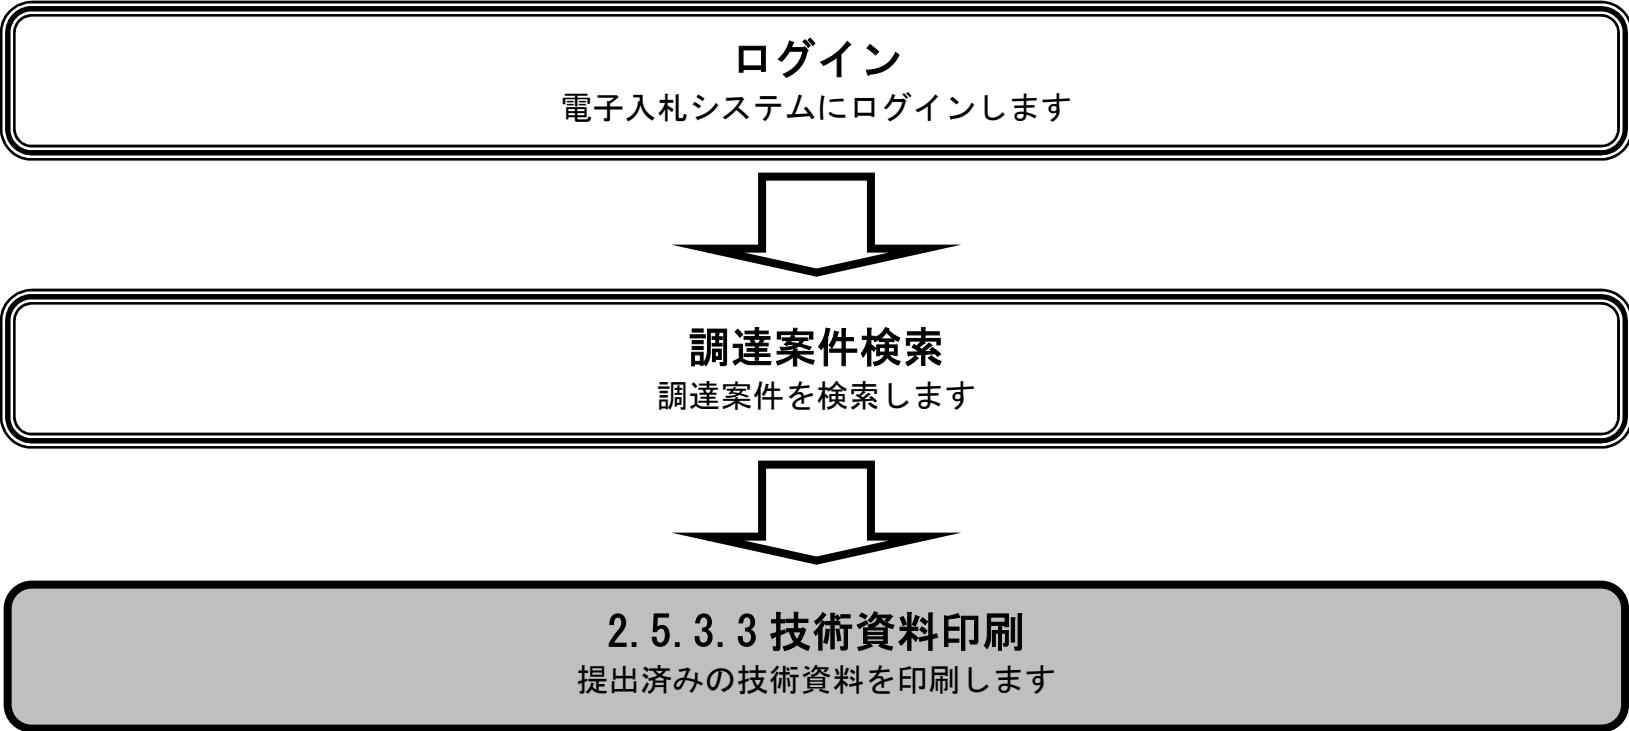 ログイン
電子入札システムにログインします
調達案件検索
調達案件を検索します
2.5.3.3 技術資料印刷
提出済みの技術資料を印刷します